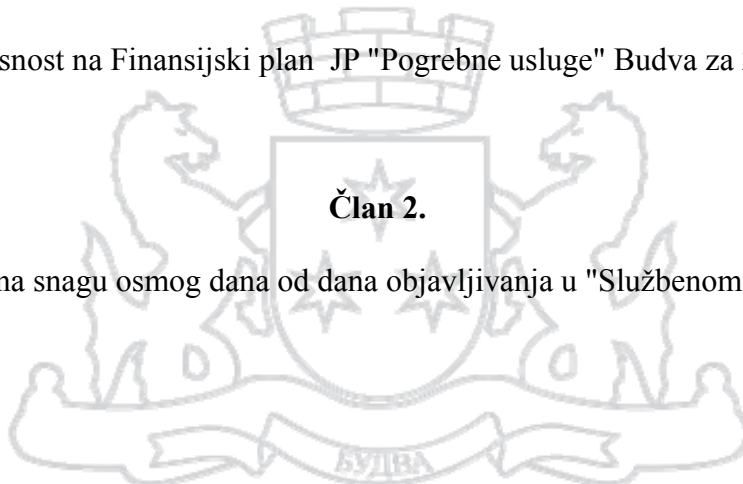 snost na Finansijski plan JP "Pogrebne usluge" Budva za
Član 2.
na snagu osmog dana od dana objavljivanja u "Službenom
БУДВА